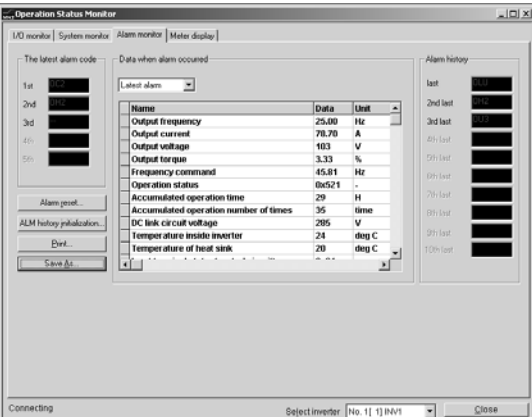 Operation Status Monitor
I/O monitor System monitor Alarm monitor Meter display
The latest alarm code
1st OC2
2nd OH2
3rd
4th
5th
Alarm reset...
ALM history initialization...
Print...
Save As...
Data when alarm occurred
Latest alarm
Name Data Unit
Output frequency 25.00 Hz
Output current 78.70 A
Output voltage 103 V
Output torque 3.33 %
Frequency command 45.81 Hz
Operation status 0x521 -
Accumulated operation time 29 H
Accumulated operation number of times 35 time
DC link circuit voltage 285 V
Temperature inside inverter 24 deg C
Temperature of heat sink 20 deg C
Alarm history
last OLU
2nd last OH2
3rd last OU3
4th last
5th last
6th last
7th last
8th last
9th last
10th last
Connecting
Select inverter No. 1[ 1] INV1
Close